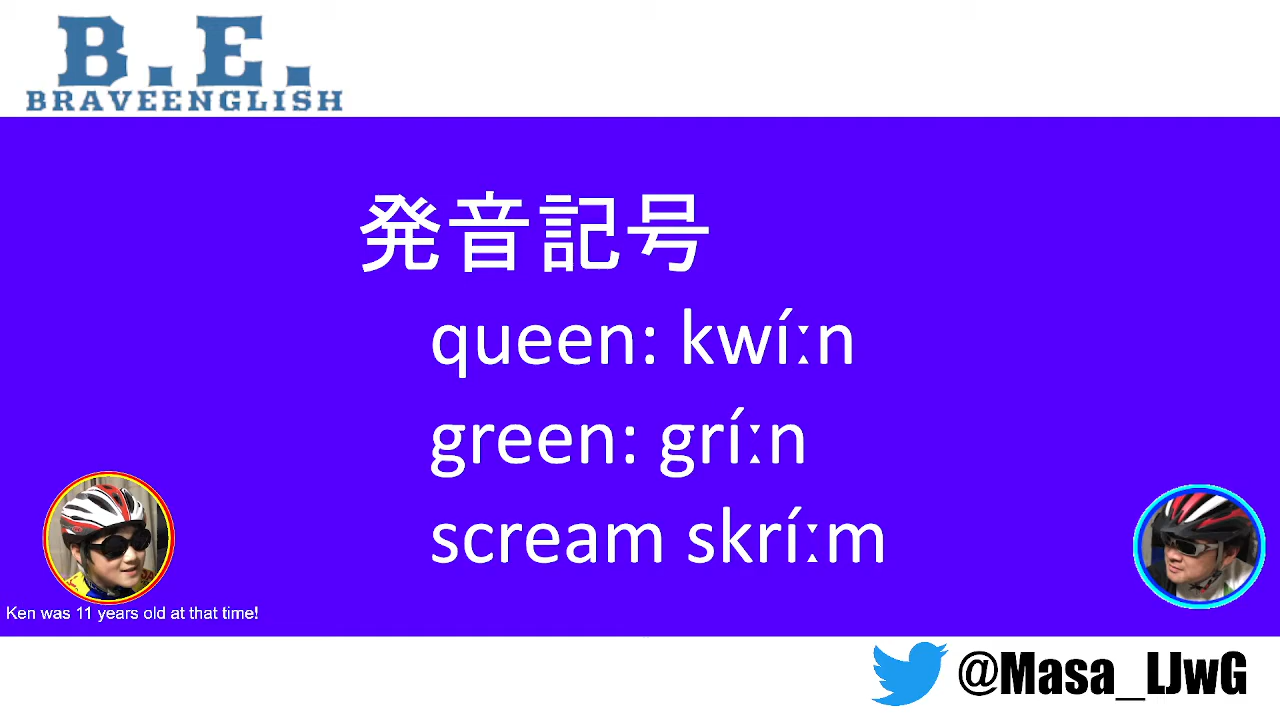 B.E.
BRAVEENGLISH
発音記号
queen: kwíːn
green: gríːn
scream skríːm
Ken was 11 years old at that time!
@Masa_LJwG